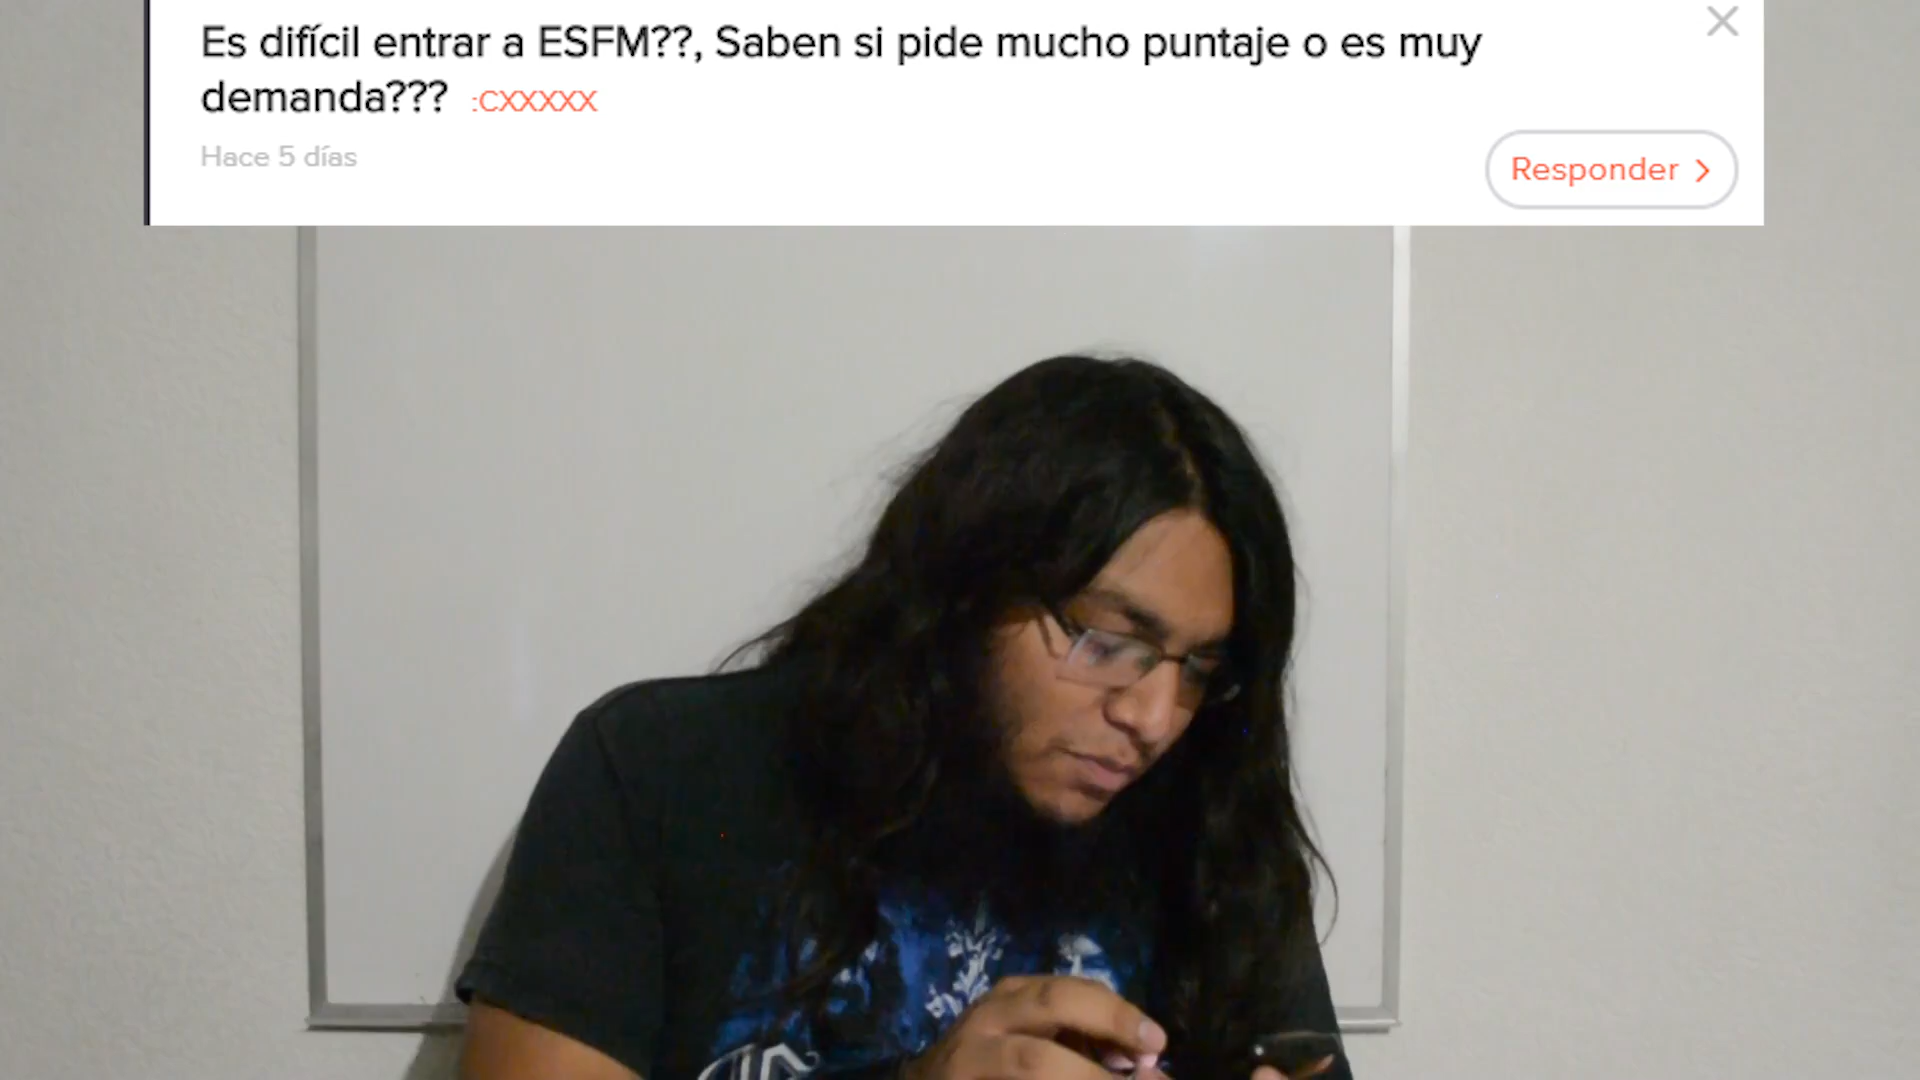 Es difícil entrar a ESFM??, Saben si pide mucho puntaje o es muy
demanda??? :CXXXXX
Hace 5 días
Responder >